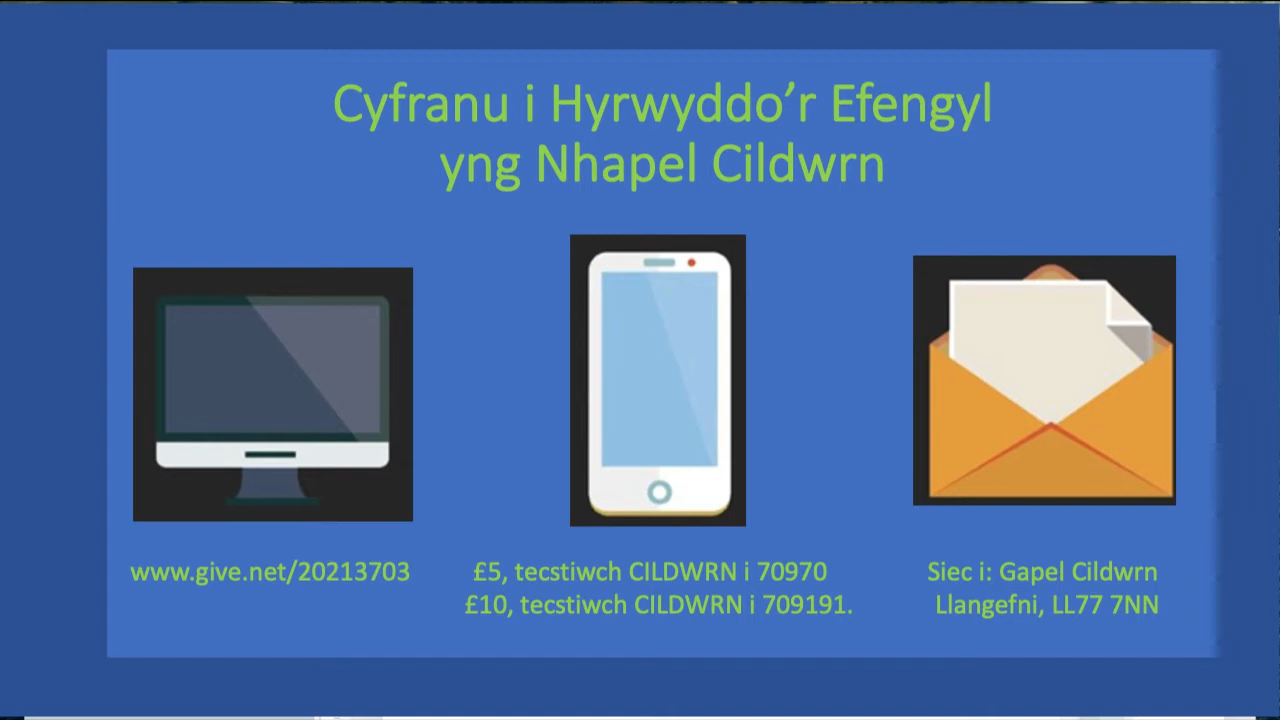 Cyfranu i Hyrwyddo’r Efengyl
yng Nhapel Cildwrn
www.give.net/20213703
£5, tecstiwch CILDWRN i 70970
£10, tecstiwch CILDWRN i 709191.
Siec i: Gapel Cildwrn
Llangefni, LL77 7NN